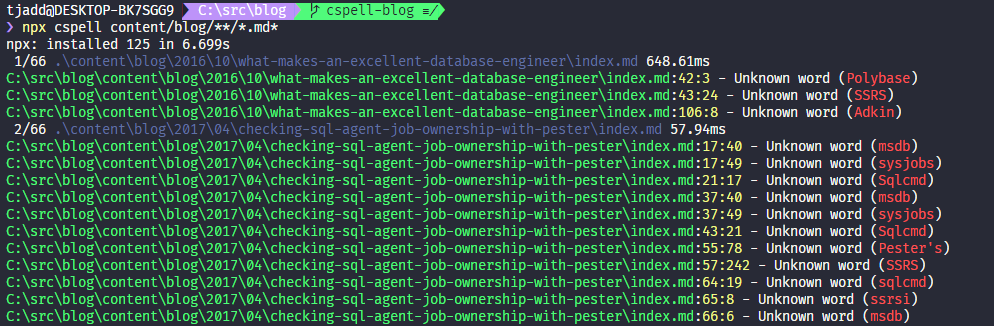 tjadd@DESKTOP-BK7SGG9 C:\src\blog cspell-blog ≡/
❯ npx cspell content/blog/**/*.md*
npx: installed 125 in 6.699s
1/66 .\content\blog\2016\10\what-makes-an-excellent-database-engineer\index.md 648.61ms
C:\src\blog\content\blog\2016\10\what-makes-an-excellent-database-engineer\index.md:42:3 - Unknown word (Polybase)
C:\src\blog\content\blog\2016\10\what-makes-an-excellent-database-engineer\index.md:43:24 - Unknown word (SSRS)
C:\src\blog\content\blog\2016\10\what-makes-an-excellent-database-engineer\index.md:106:8 - Unknown word (Adkin)
2/66 .\content\blog\2017\04\checking-sql-agent-job-ownership-with-pester\index.md 57.94ms
C:\src\blog\content\blog\2017\04\checking-sql-agent-job-ownership-with-pester\index.md:17:40 - Unknown word (msdb)
C:\src\blog\content\blog\2017\04\checking-sql-agent-job-ownership-with-pester\index.md:17:49 - Unknown word (sysjobs)
C:\src\blog\content\blog\2017\04\checking-sql-agent-job-ownership-with-pester\index.md:21:17 - Unknown word (Sqlcmd)
C:\src\blog\content\blog\2017\04\checking-sql-agent-job-ownership-with-pester\index.md:37:40 - Unknown word (msdb)
C:\src\blog\content\blog\2017\04\checking-sql-agent-job-ownership-with-pester\index.md:37:49 - Unknown word (sysjobs)
C:\src\blog\content\blog\2017\04\checking-sql-agent-job-ownership-with-pester\index.md:43:21 - Unknown word (Sqlcmd)
C:\src\blog\content\blog\2017\04\checking-sql-agent-job-ownership-with-pester\index.md:55:78 - Unknown word (Pester's)
C:\src\blog\content\blog\2017\04\checking-sql-agent-job-ownership-with-pester\index.md:57:242 - Unknown word (SSRS)
C:\src\blog\content\blog\2017\04\checking-sql-agent-job-ownership-with-pester\index.md:64:19 - Unknown word (sqlcmd)
C:\src\blog\content\blog\2017\04\checking-sql-agent-job-ownership-with-pester\index.md:65:8 - Unknown word (ssrsi)
C:\src\blog\content\blog\2017\04\checking-sql-agent-job-ownership-with-pester\index.md:66:6 - Unknown word (msdb)